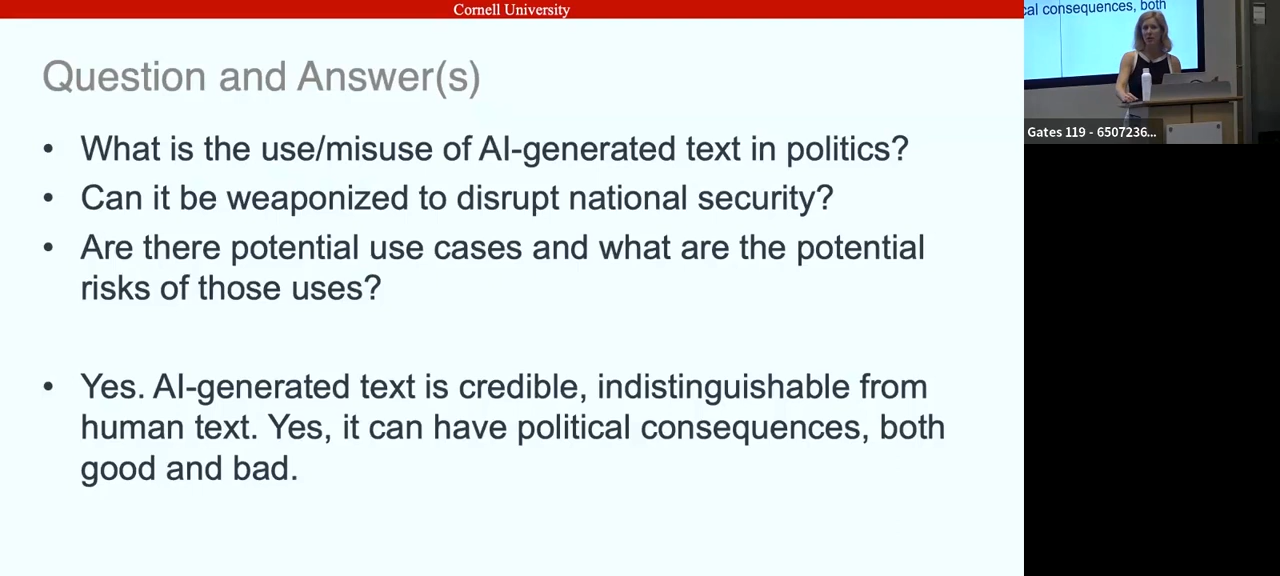 Cornell University
Question and Answer(s)
• What is the use/misuse of AI-generated text in politics?
• Can it be weaponized to disrupt national security?
• Are there potential use cases and what are the potential
risks of those uses?
• Yes. AI-generated text is credible, indistinguishable from
human text. Yes, it can have political consequences, both
good and bad.
cal consequences, both
Gates 119 - 6507236...